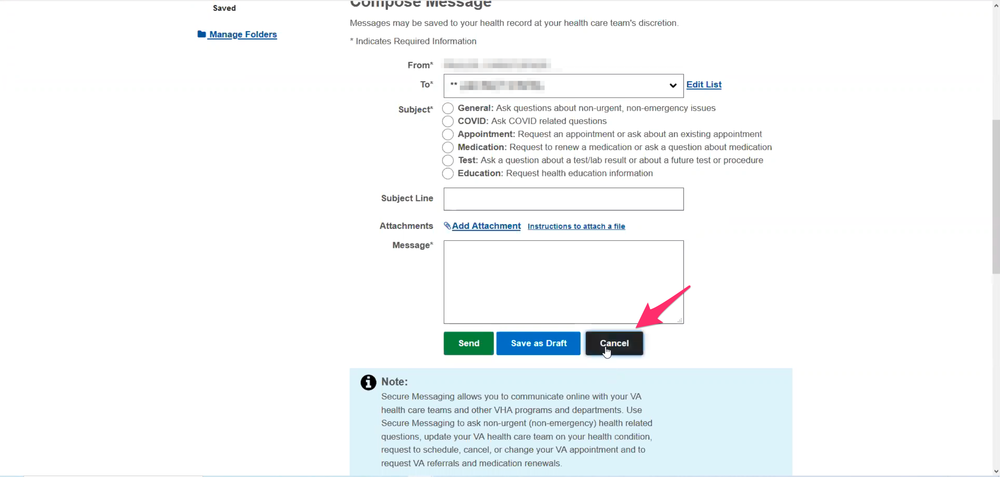 Saved
Manage Folders
Compose Message
Messages may be saved to your health record at your health care team's discretion.
* Indicates Required Information
From*
To* ** Edit List
Subject* General: Ask questions about non-urgent, non-emergency issues
COVID: Ask COVID related questions
Appointment: Request an appointment or ask about an existing appointment
Medication: Request to renew a medication or ask a question about medication
Test: Ask a question about a test/lab result or about a future test or procedure
Education: Request health education information
Subject Line
Attachments Add Attachment Instructions to attach a file
Message*
Send Save as Draft Cancel
Note:
Secure Messaging allows you to communicate online with your VA
health care teams and other VHA programs and departments. Use
Secure Messaging to ask non-urgent (non-emergency) health related
questions, update your VA health care team on your health condition,
request to schedule, cancel, or change your VA appointment and to
request VA referrals and medication renewals.